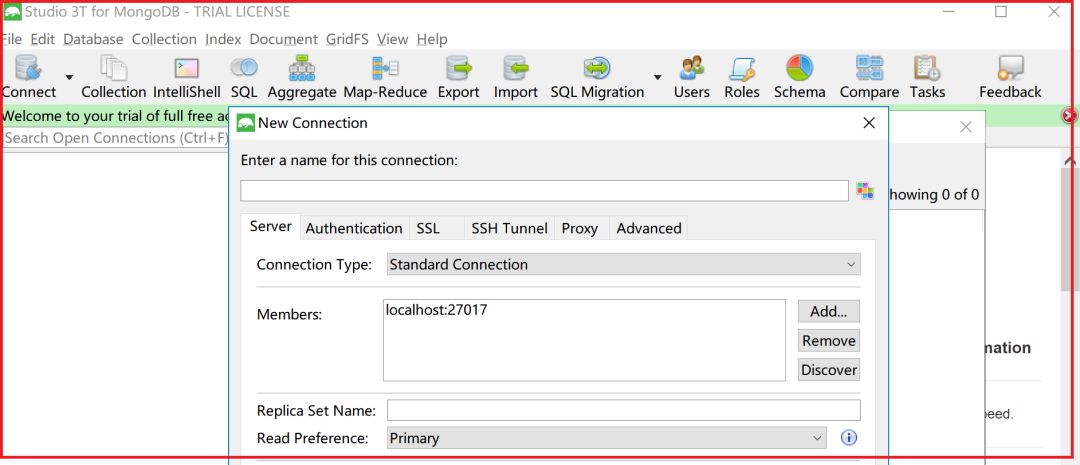 Studio 3T for MongoDB - TRIAL LICENSE
File Edit Database Collection Index Document GridFS View Help
Connect Collection IntelliShell SQL Aggregate Map-Reduce Export Import SQL Migration Users Roles Schema Compare Tasks Feedback
Welcome to your trial of full free
Search Open Connections (Ctrl+F)
New Connection
Enter a name for this connection:
howing 0 of 0
Server Authentication SSL SSH Tunnel Proxy Advanced
Connection Type: Standard Connection
Members: localhost:27017
Add...
Remove
Discover
mation
Replica Set Name:
peed.
Read Preference: Primary